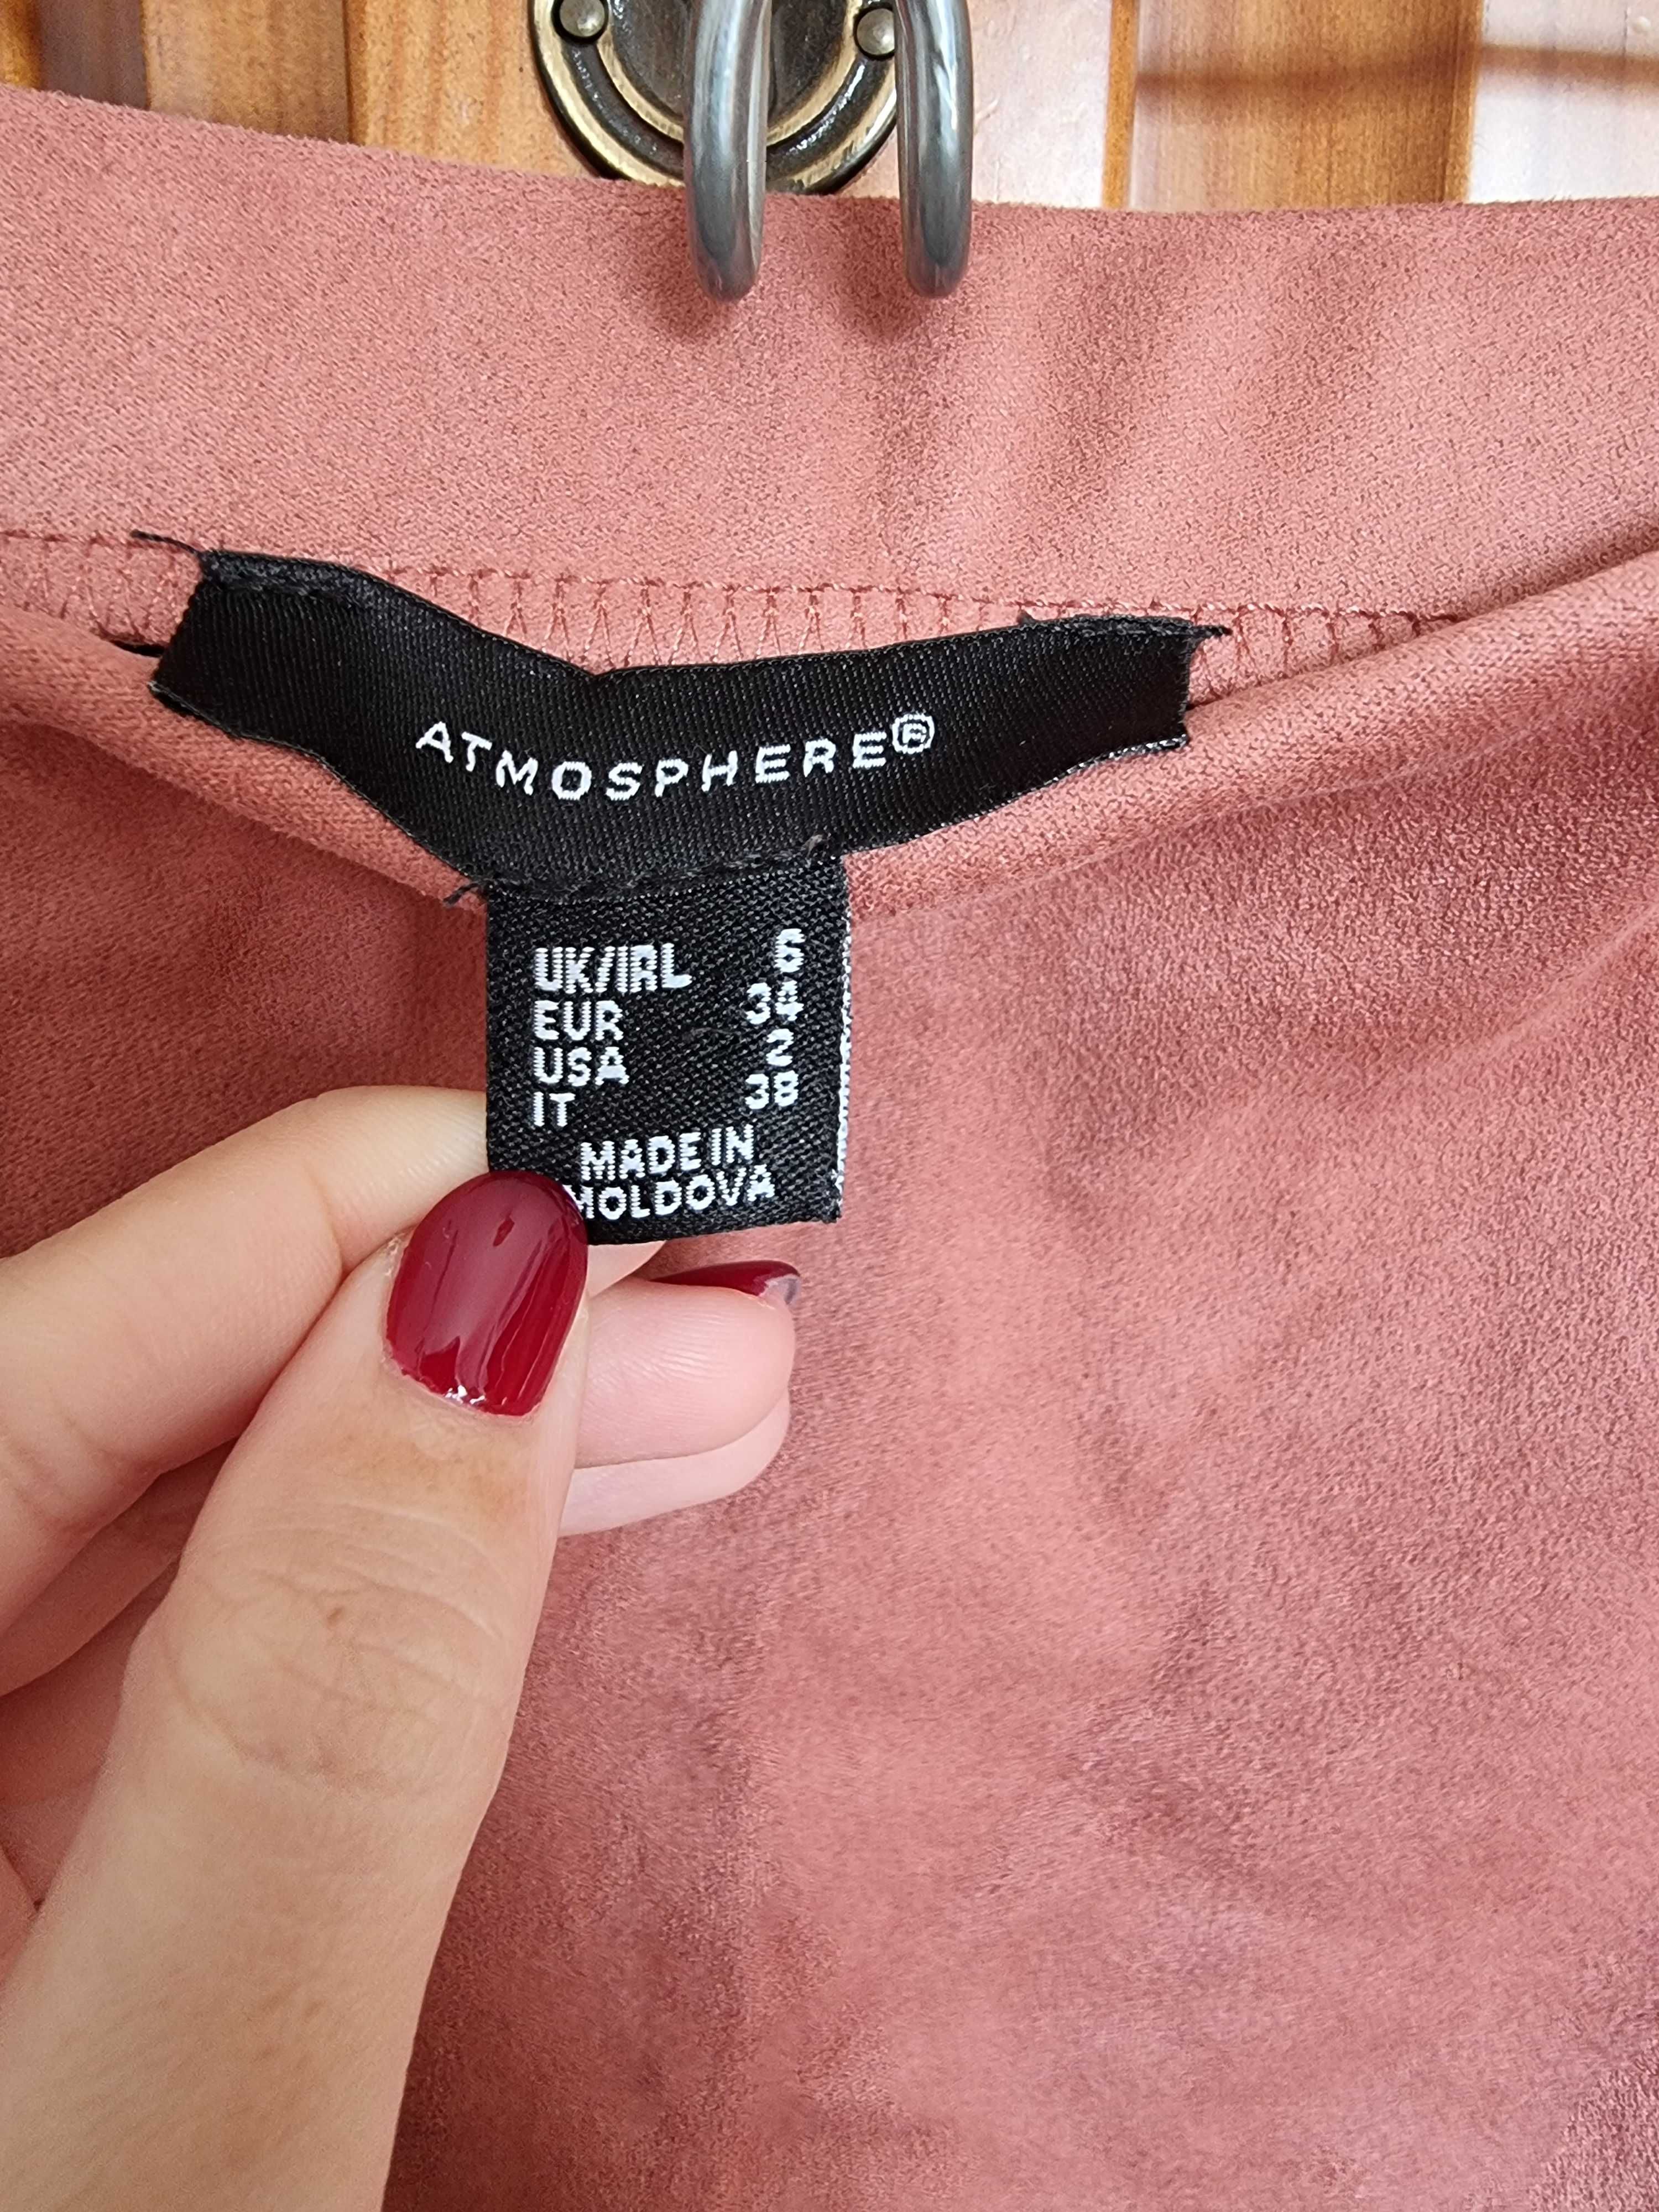 ATMOSPHERE®
UK/IRL 6
EUR 34
USA 2
IT 38
MADE IN
MOLDOVA